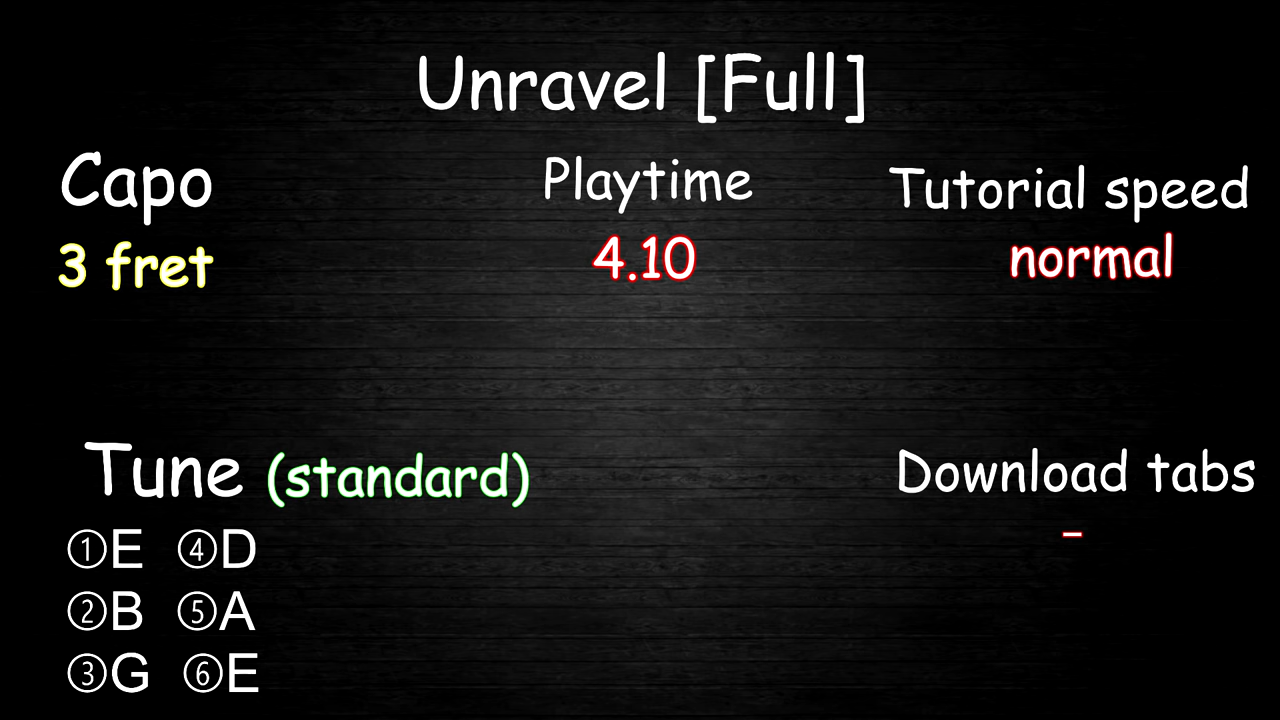 Unravel [Full]
Capo
3 fret
Playtime
4.10
Tutorial speed
normal
Tune (standard)
①E ④D
②B ⑤A
③G ⑥E
Download tabs
-